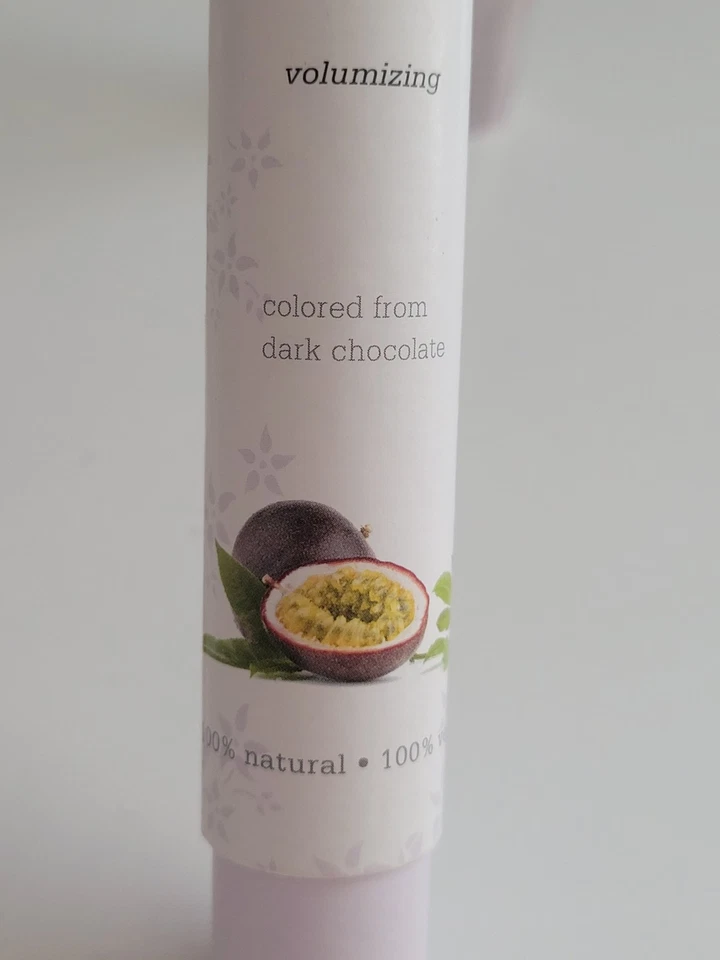 volumizing
colored from
dark chocolate
natural • 100%